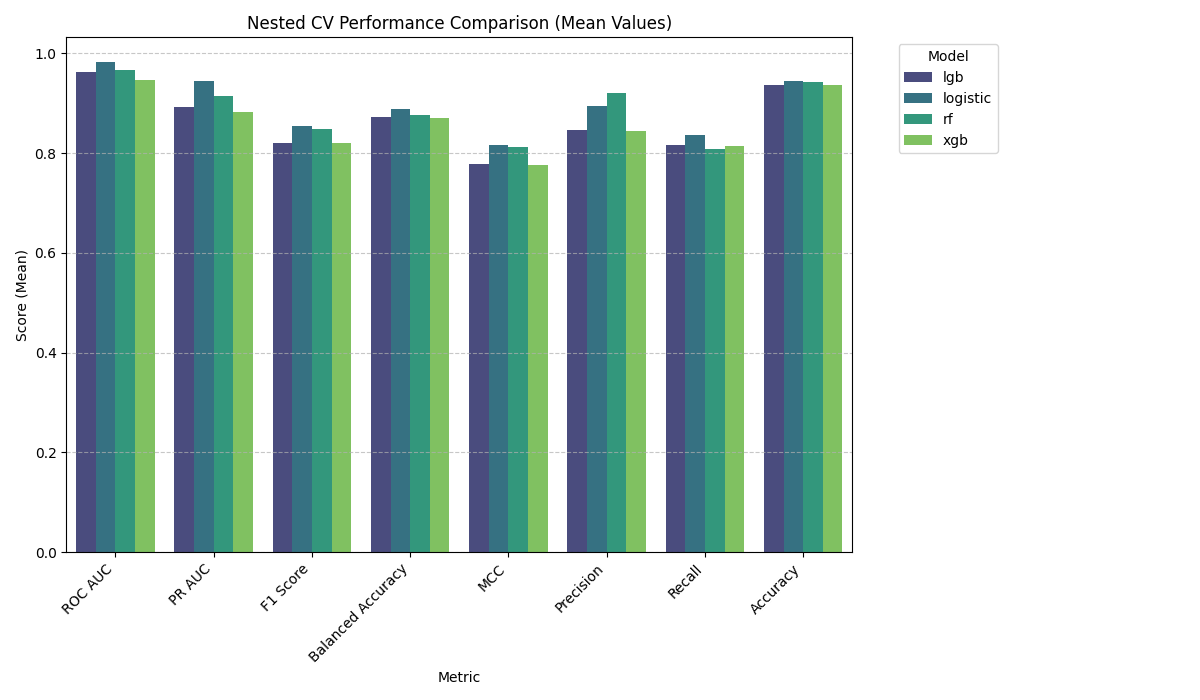 Nested CV Performance Comparison (Mean Values)
Model
lgb
logistic
rf
xgb
Score (Mean)
1.0
0.8
0.6
0.4
0.2
0.0
ROC AUC
PR AUC
F1 Score
Balanced Accuracy
MCC
Precision
Recall
Accuracy
Metric